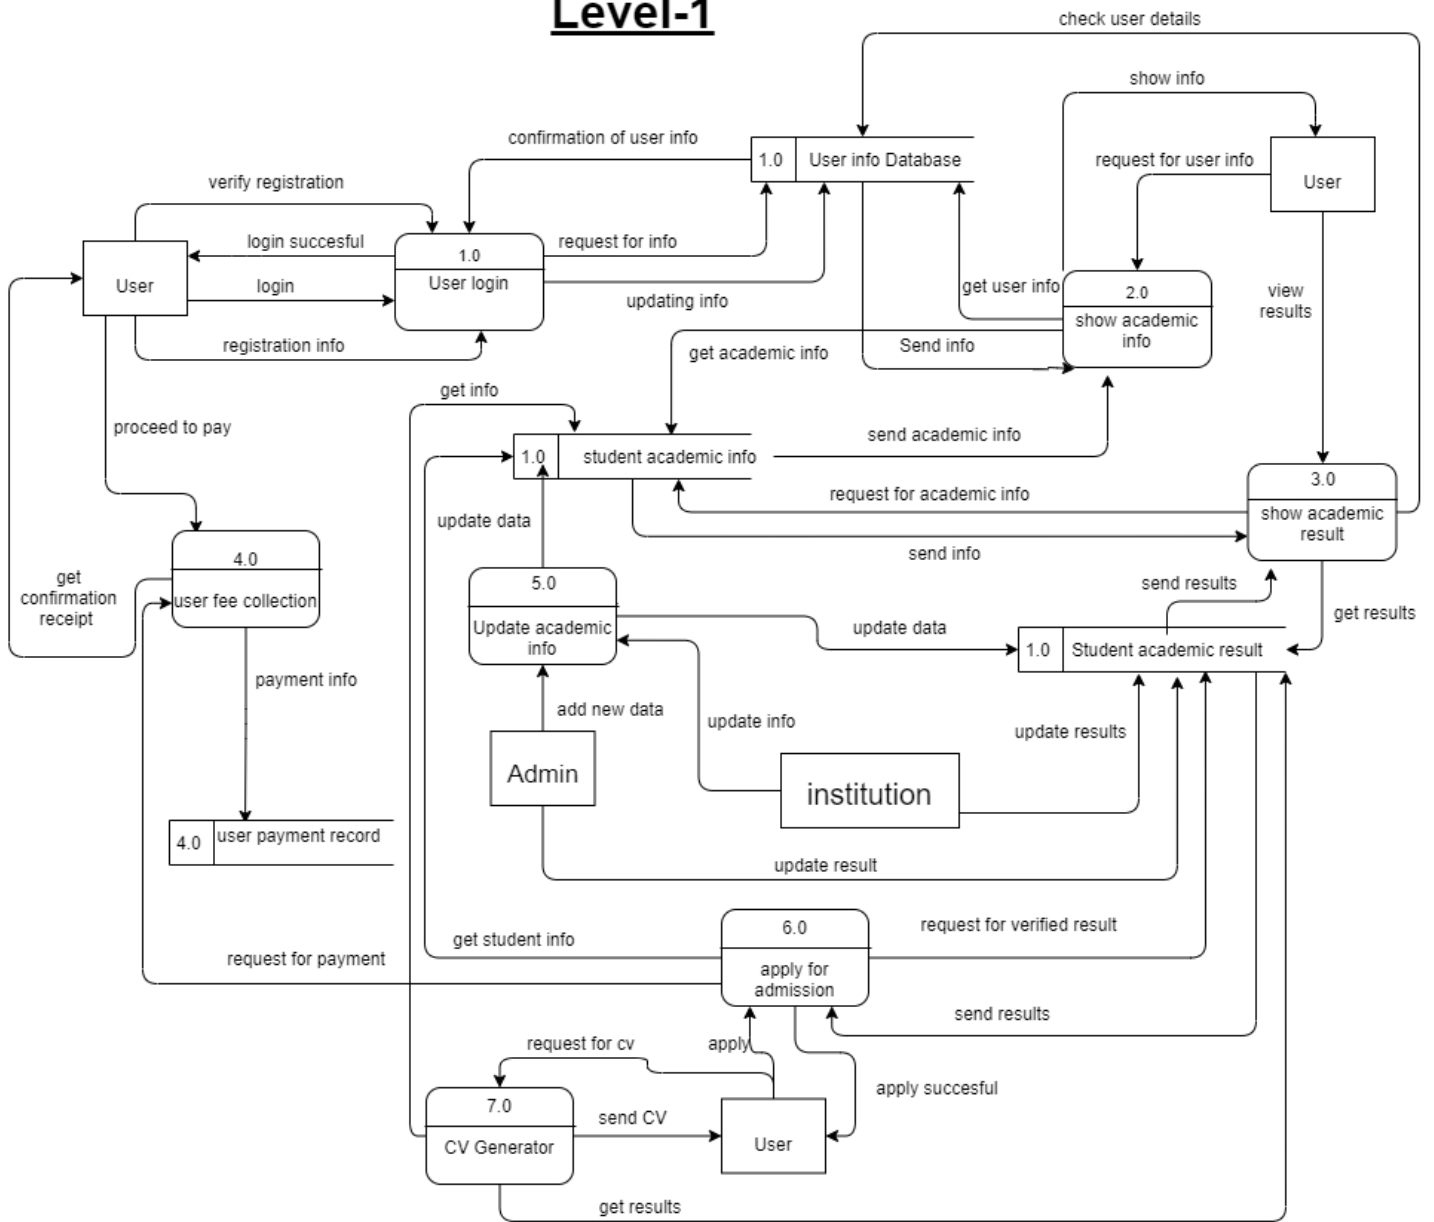 Level-1
check user details
show info
confirmation of user info
1.0
User info Database
request for user info
User
verify registration
login succesful
1.0
User login
request for info
User
login
updating info
registration info
get user info
2.0
show academic
info
view
results
get academic info
Send info
get info
proceed to pay
1.0
student academic info
send academic info
request for academic info
3.0
show academic
result
update data
send info
4.0
user fee collection
get
confirmation
receipt
5.0
Update academic
info
send results
get results
update data
1.0
Student academic result
payment info
add new data
update info
update results
Admin
institution
4.0
user payment record
update result
6.0
apply for
admission
request for verified result
get student info
request for payment
send results
request for cv
apply
apply succesful
7.0
CV Generator
send CV
User
get results